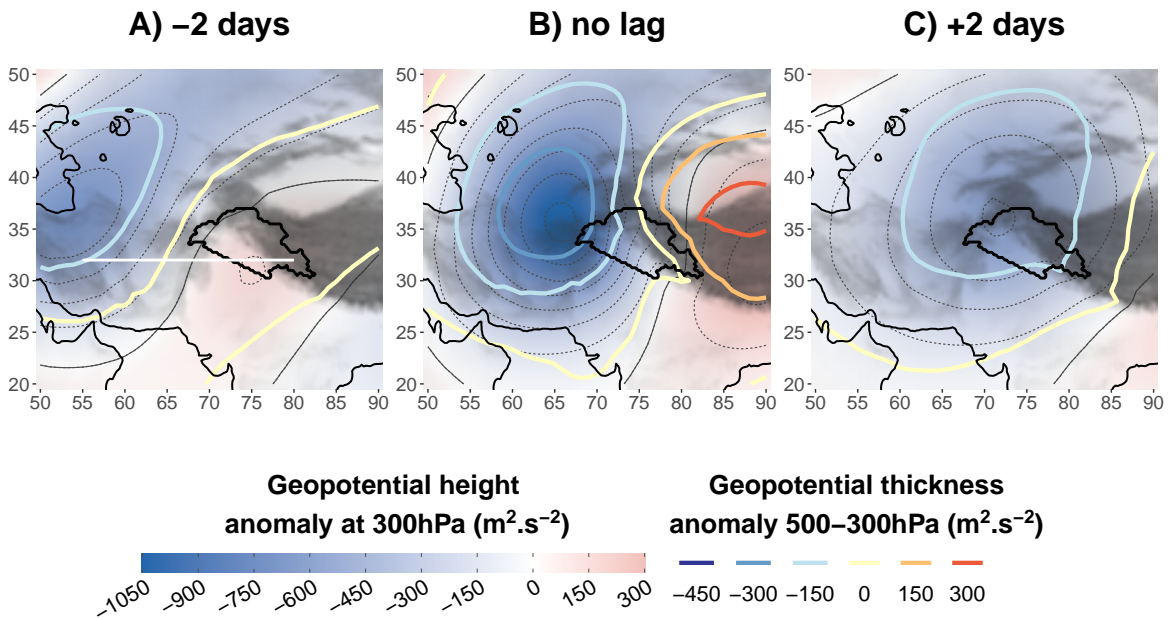 A) −2 days B) no lag C) +2 days
50 50 50
45 45 45
40 40 40
35 35 35
30 30 30
25 25 25
20 20 20
50 55 60 65 70 75 80 85 90 50 55 60 65 70 75 80 85 90 50 55 60 65 70 75 80 85 90
Geopotential height
anomaly at 300hPa (m².s⁻²)
−1050 −900 −750 −600 −450 −300 −150 0 150 300
Geopotential thickness
anomaly 500−300hPa (m².s⁻²)
−450 −300 −150 0 150 300